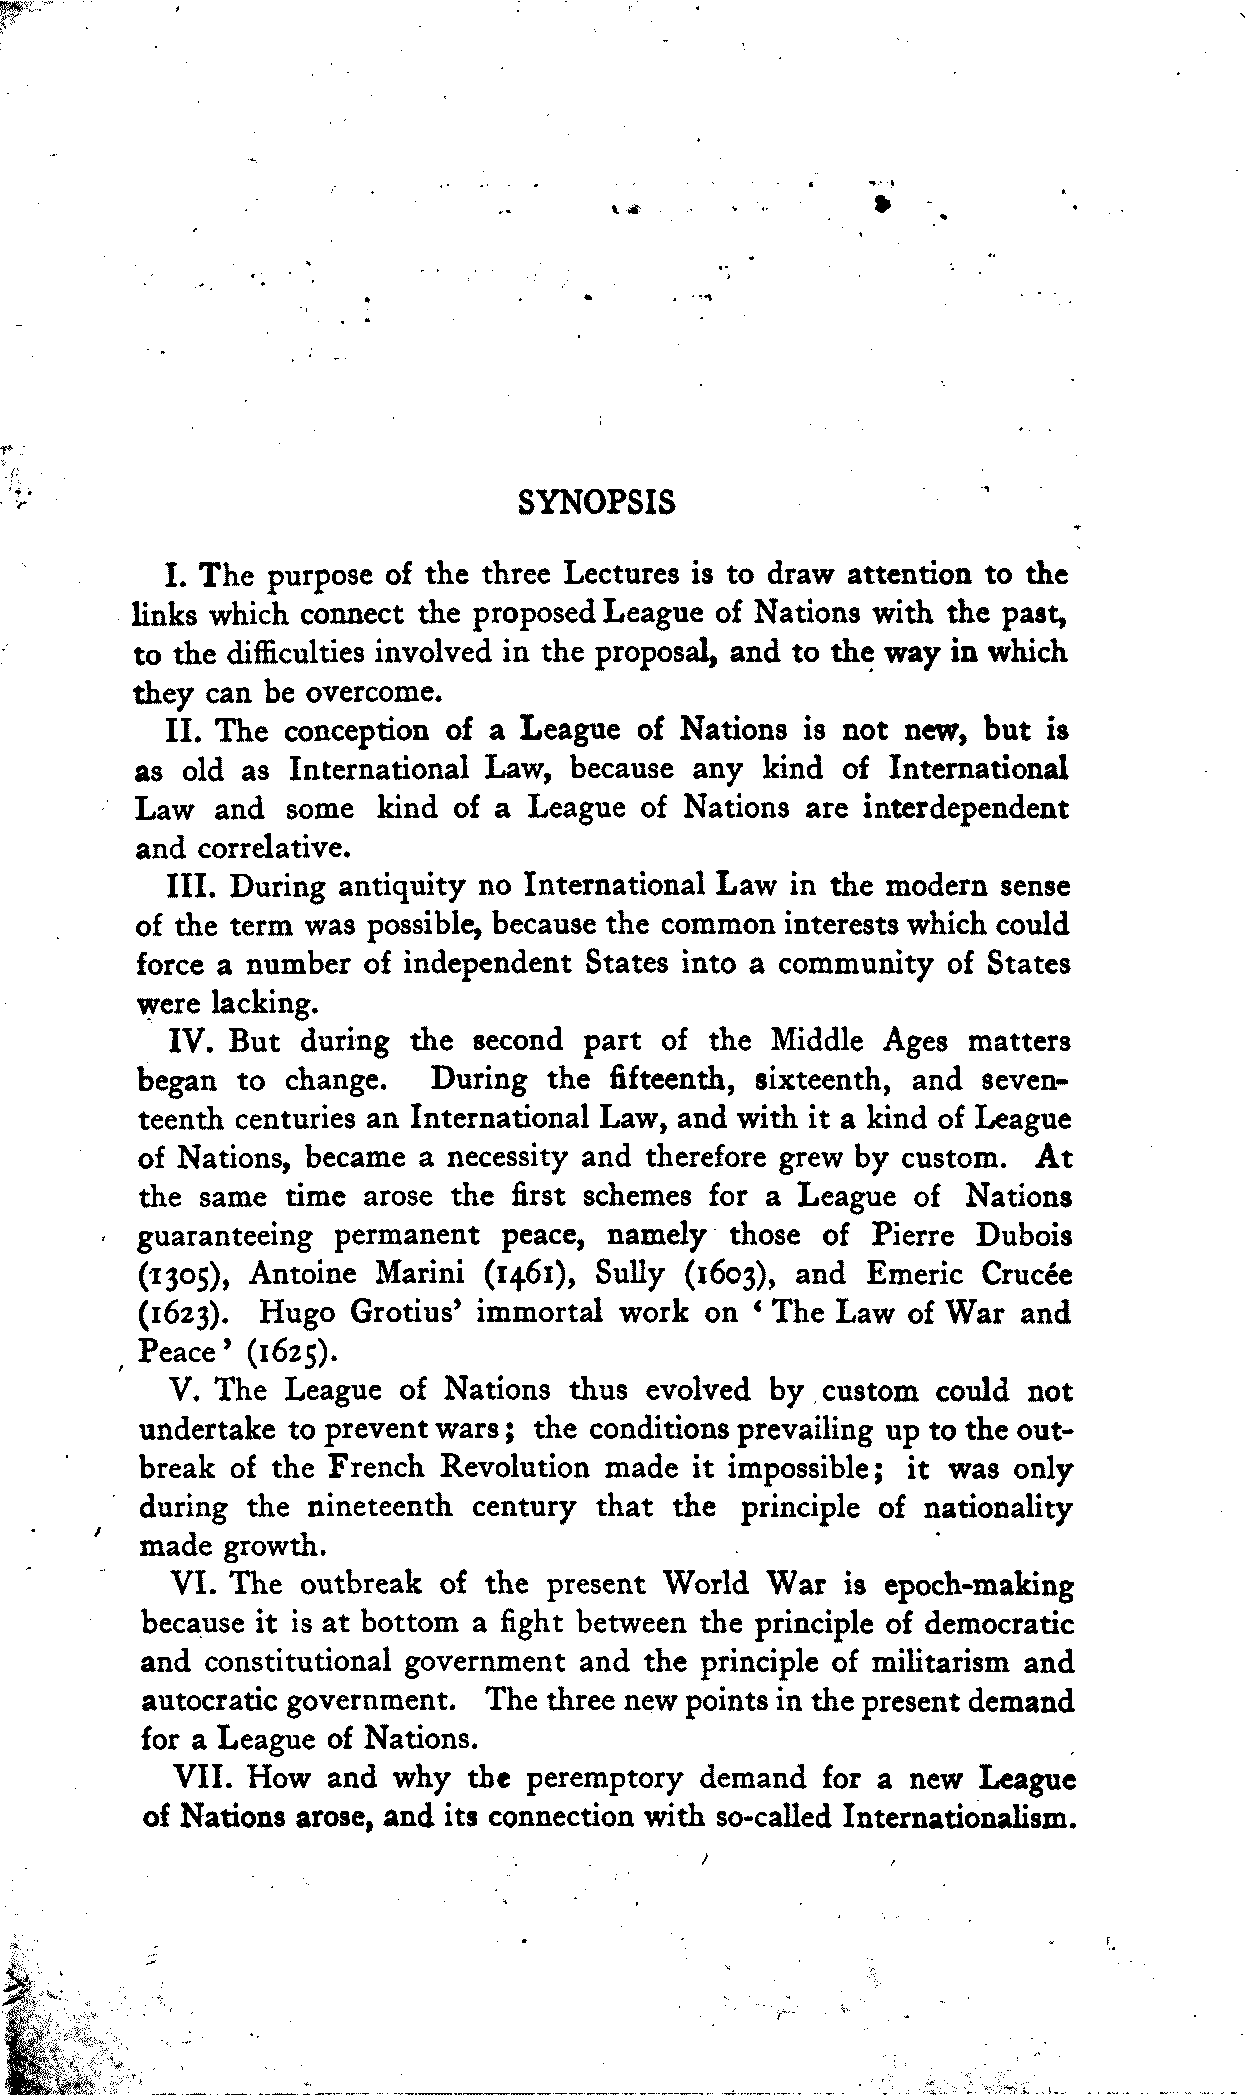 SYNOPSIS
I. The purpose of the three Lectures is to draw attention to the
links which connect the proposed League of Nations with the past,
to the difficulties involved in the proposal, and to the way in which
they can be overcome.
II. The conception of a League of Nations is not new, but is
as old as International Law, because any kind of International
Law and some kind of a League of Nations are interdependent
and correlative.
III. During antiquity no International Law in the modern sense
of the term was possible, because the common interests which could
force a number of independent States into a community of States
were lacking.
IV. But during the second part of the Middle Ages matters
began to change. During the fifteenth, sixteenth, and seven-
teenth centuries an International Law, and with it a kind of League
of Nations, became a necessity and therefore grew by custom. At
the same time arose the first schemes for a League of Nations
guaranteeing permanent peace, namely those of Pierre Dubois
(1305), Antoine Marini (1461), Sully (1603), and Emeric Crucée
(1623). Hugo Grotius’ immortal work on ‘ The Law of War and
Peace ’ (1625).
V. The League of Nations thus evolved by custom could not
undertake to prevent wars ; the conditions prevailing up to the out-
break of the French Revolution made it impossible; it was only
during the nineteenth century that the principle of nationality
made growth.
VI. The outbreak of the present World War is epoch-making
because it is at bottom a fight between the principle of democratic
and constitutional government and the principle of militarism and
autocratic government. The three new points in the present demand
for a League of Nations.
VII. How and why the peremptory demand for a new League
of Nations arose, and its connection with so-called Internationalism.